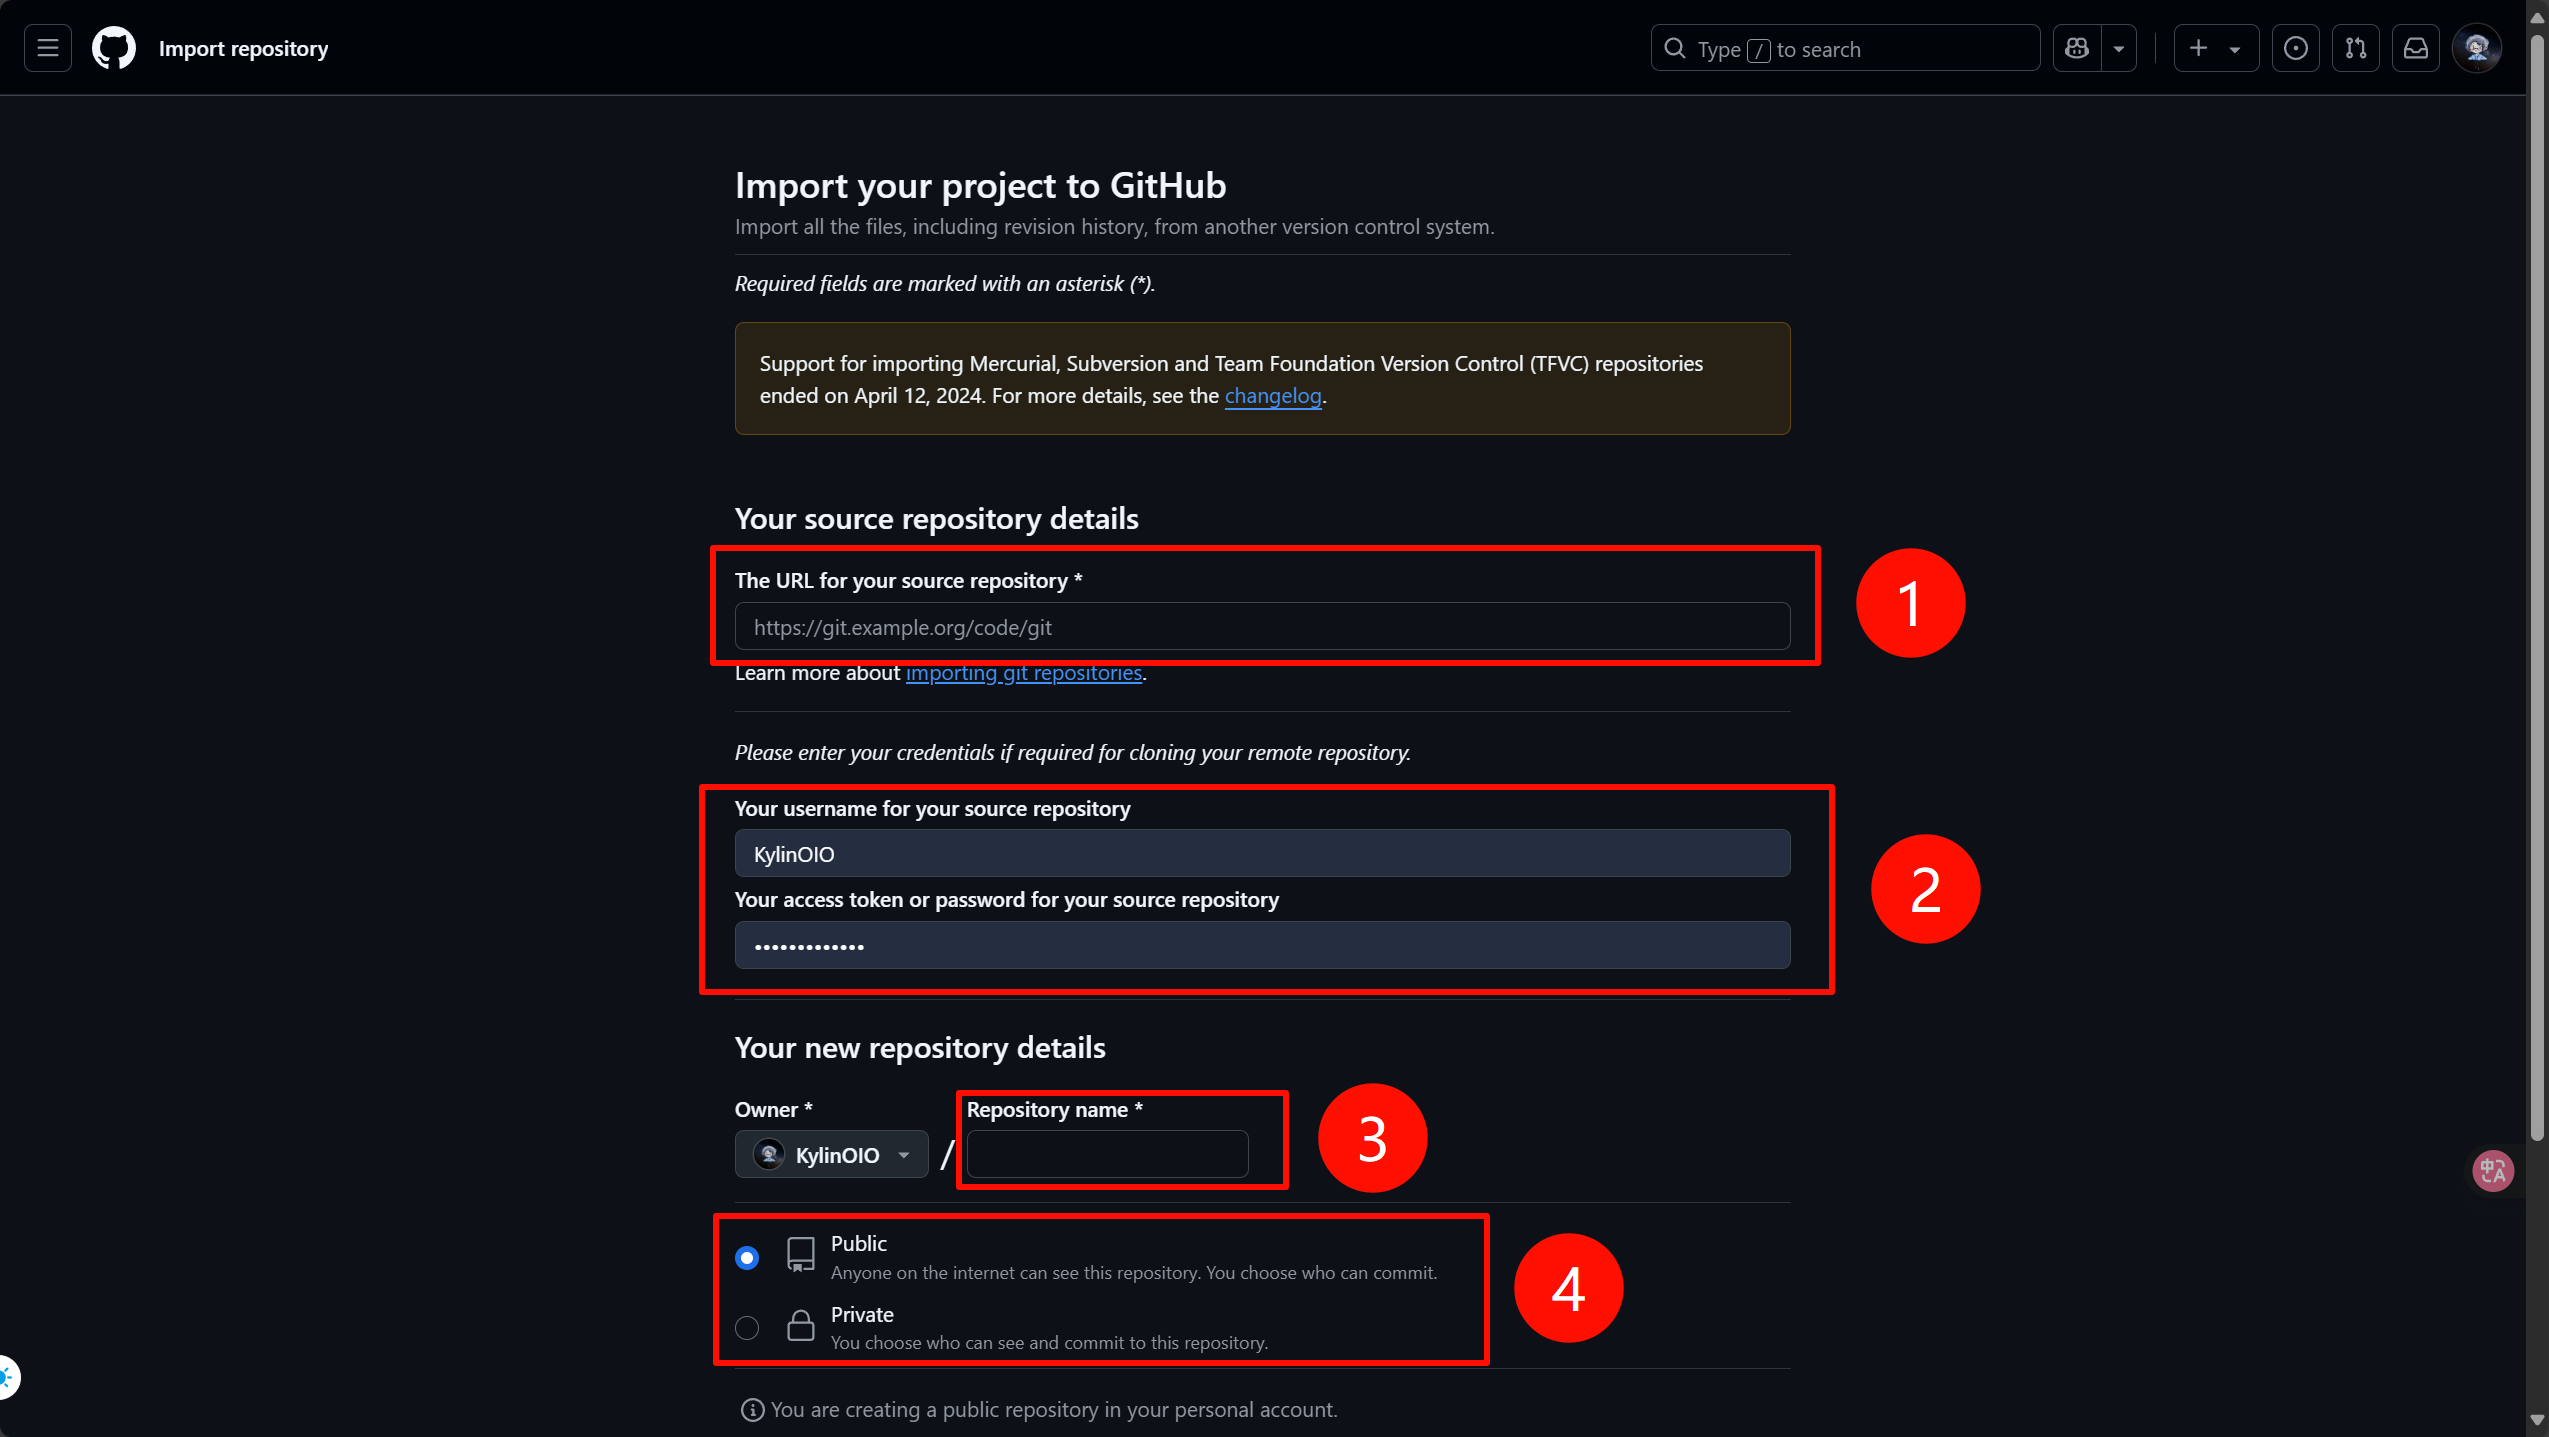 Import repository
Type / to search
Import your project to GitHub
Import all the files, including revision history, from another version control system.
Required fields are marked with an asterisk (*).
Support for importing Mercurial, Subversion and Team Foundation Version Control (TFVC) repositories
ended on April 12, 2024. For more details, see the changelog.
Your source repository details
The URL for your source repository *
https://git.example.org/code/git
1
Learn more about importing git repositories.
Please enter your credentials if required for cloning your remote repository.
Your username for your source repository
KylinOIO
Your access token or password for your source repository
•••••••••••••
2
Your new repository details
Owner *
Repository name *
KylinOIO
/
3
Public
Anyone on the internet can see this repository. You choose who can commit.
Private
You choose who can see and commit to this repository.
4
You are creating a public repository in your personal account.
中A